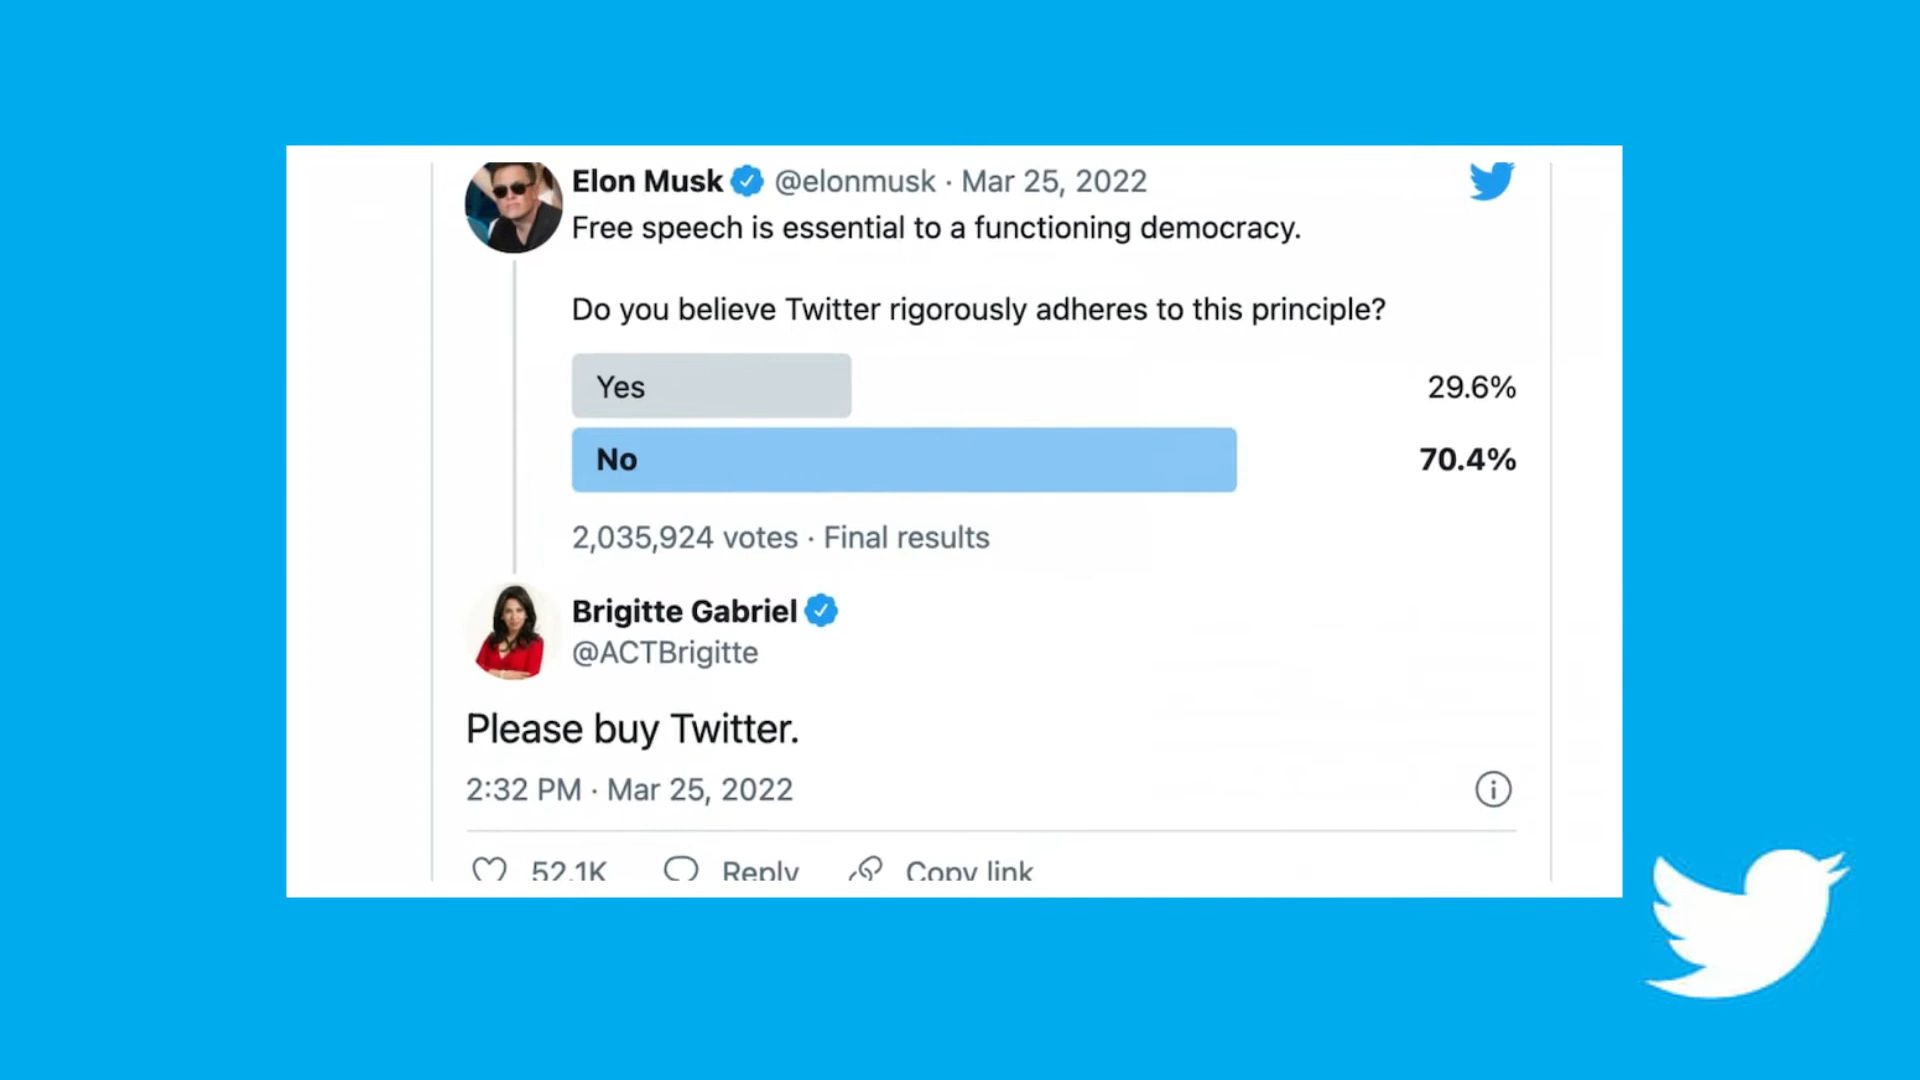 Elon Musk @elonmusk · Mar 25, 2022
Free speech is essential to a functioning democracy.
Do you believe Twitter rigorously adheres to this principle?
Yes 29.6%
No 70.4%
2,035,924 votes · Final results
Brigitte Gabriel
@ACTBrigitte
Please buy Twitter.
2:32 PM · Mar 25, 2022
52.1K Reply Copy link